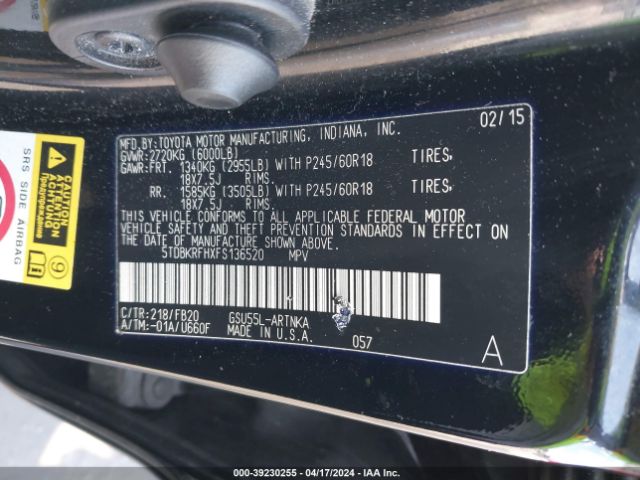 MFD.BY:TOYOTA MOTOR MANUFACTURING, INDIANA, INC. 02/15
GVWR:2720KG (6000LB)
GAWR:FRT. 1340KG (2955LB) WITH P245/60R18 TIRES,
18X7.5J RIMS
RR. 1585KG (3505LB) WITH P245/60R18 TIRES,
18X7.5J RIMS
THIS VEHICLE CONFORMS TO ALL APPLICABLE FEDERAL MOTOR
VEHICLE SAFETY AND THEFT PREVENTION STANDARDS IN EFFECT ON
THE DATE OF MANUFACTURE SHOWN ABOVE.
5TDBKRFHXFS136520 MPV
C/TR:218/FB20 GSU55L-ARTNKA
A/TM:-01A/U660F MADE IN U.S.A. 057 A
SRS SIDE AIRBAG
CAUTION
ATTENTION
9
000-39230255 - 04/17/2024 - IAA